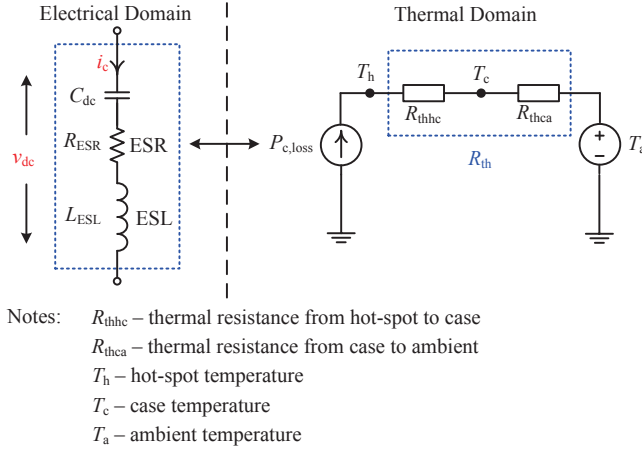 Electrical Domain
Thermal Domain
i_c
C_dc
R_ESR
ESR
v_dc
L_ESL
ESL
T_h
T_c
R_thhc
R_thca
P_c,loss
R_th
T_a
Notes:
R_thhc – thermal resistance from hot-spot to case
R_thca – thermal resistance from case to ambient
T_h – hot-spot temperature
T_c – case temperature
T_a – ambient temperature